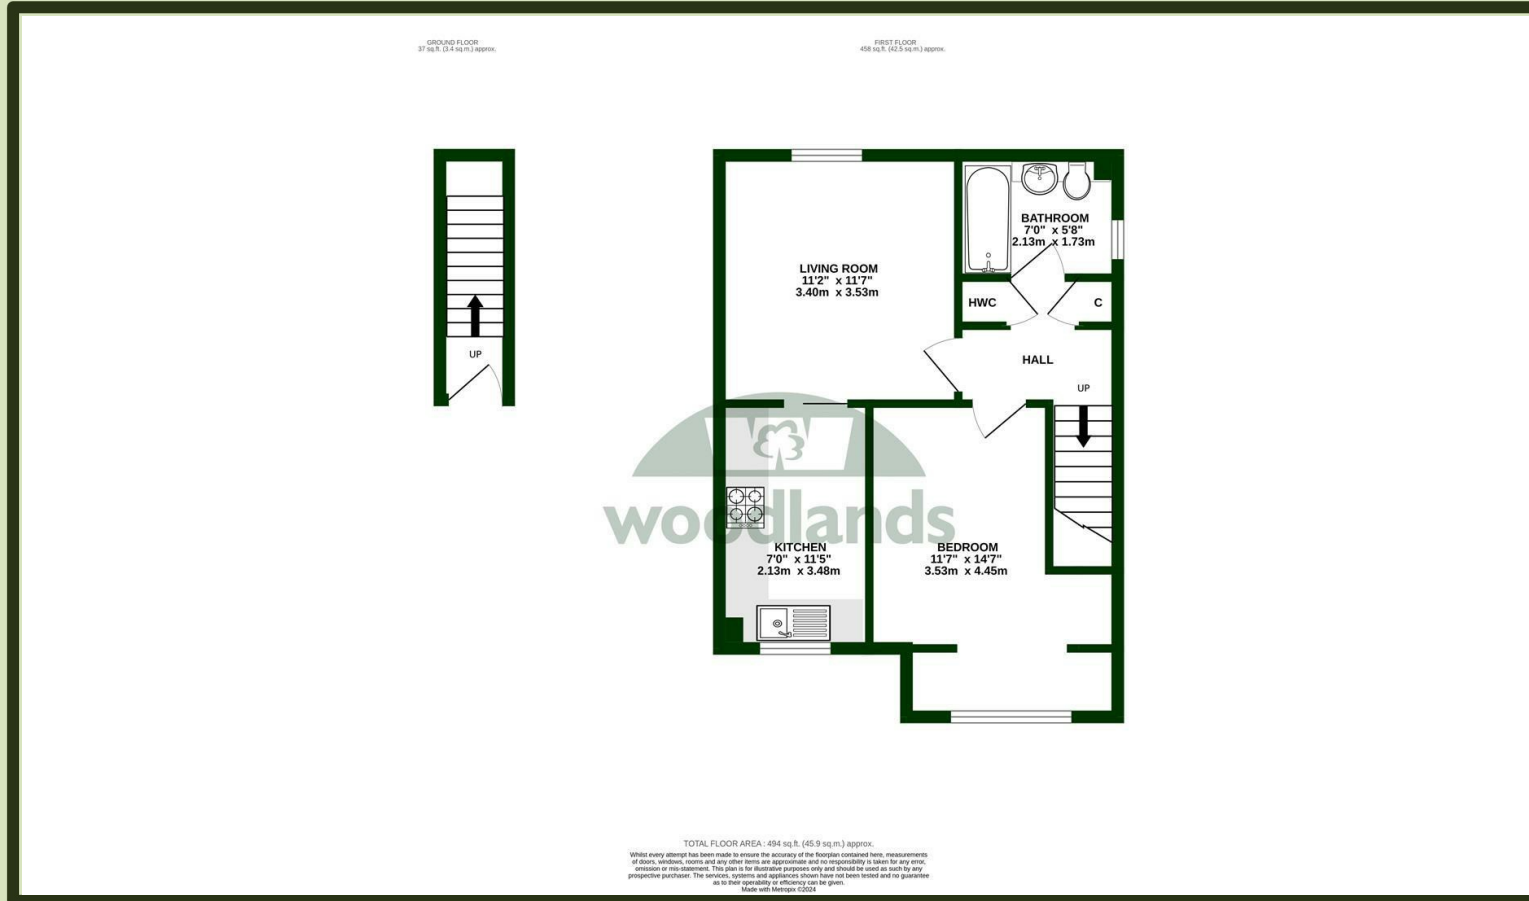 GROUND FLOOR
37 sq.ft. (3.4 sq.m.) approx.
FIRST FLOOR
458 sq.ft. (42.5 sq.m.) approx.
UP
LIVING ROOM
11'2" x 11'7"
3.40m x 3.53m
BATHROOM
7'0" x 5'8"
2.13m x 1.73m
HWC
C
HALL
UP
woodlands
KITCHEN
7'0" x 11'5"
2.13m x 3.48m
BEDROOM
11'7" x 14'7"
3.53m x 4.45m
TOTAL FLOOR AREA : 494 sq.ft. (45.9 sq.m.) approx.
Whilst every attempt has been made to ensure the accuracy of the floorplan contained here, measurements
of doors, windows, rooms and any other items are approximate and no responsibility is taken for any error,
omission or mis-statement. This plan is for illustrative purposes only and should be used as such by any
prospective purchaser. The services, systems and appliances shown have not been tested and no guarantee
as to their operability or efficiency can be given.
Made with Metropix ©2024